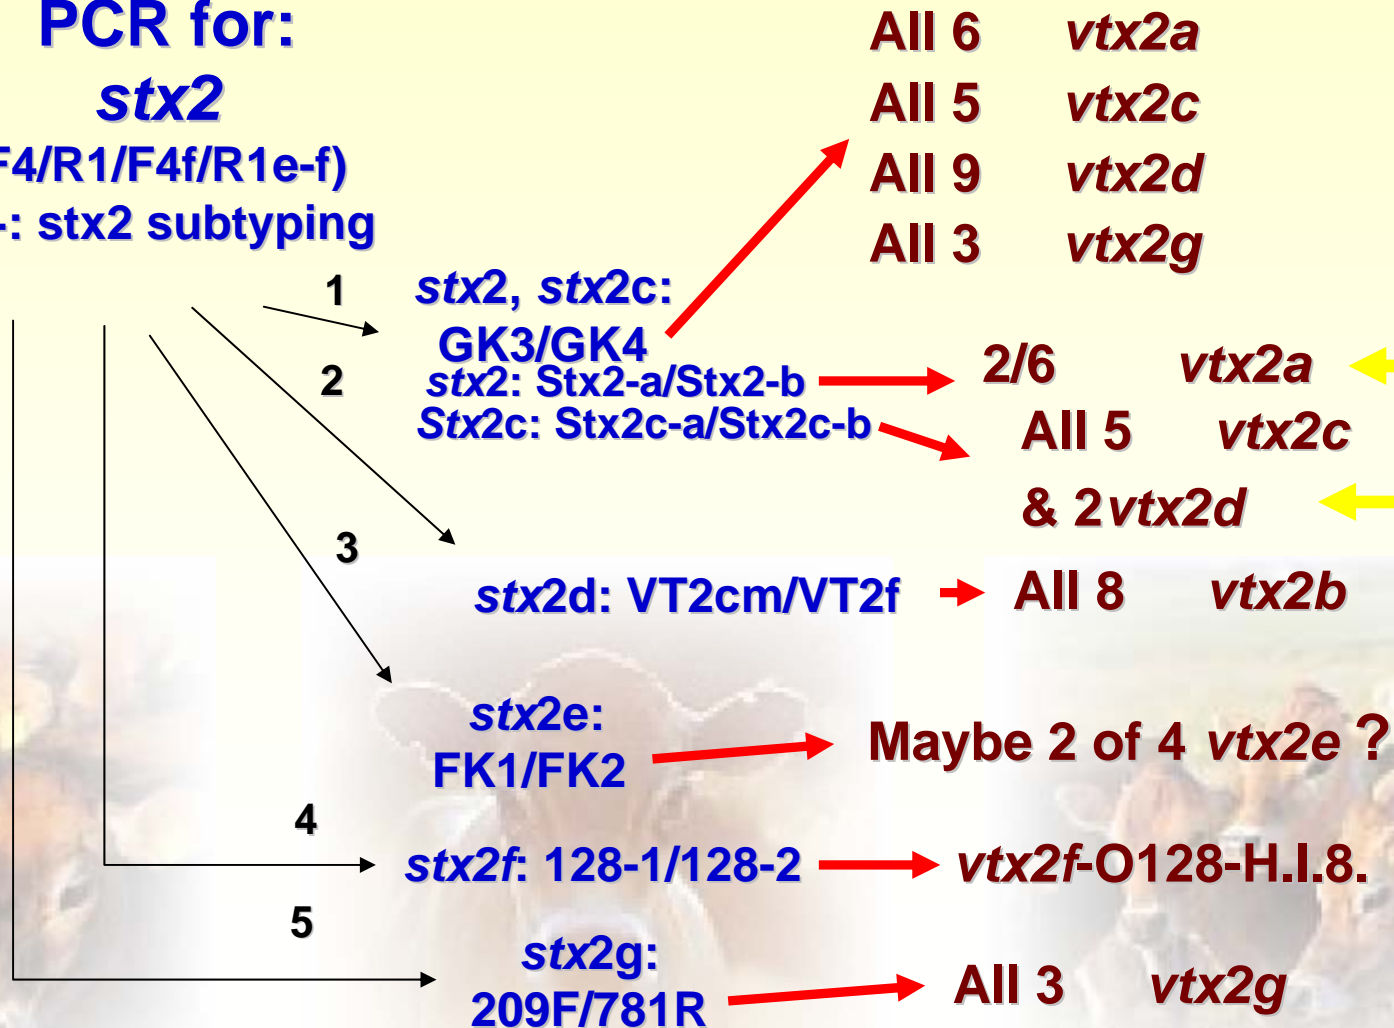 PCR for:
stx2
F4/R1/F4f/R1e-f)
-: stx2 subtyping
All 6 vtx2a
All 5 vtx2c
All 9 vtx2d
All 3 vtx2g
1
stx2, stx2c:
GK3/GK4
2
stx2: Stx2-a/Stx2-b
2/6 vtx2a
Stx2c: Stx2c-a/Stx2c-b
All 5 vtx2c
& 2 vtx2d
3
stx2d: VT2cm/VT2f
All 8 vtx2b
stx2e:
FK1/FK2
Maybe 2 of 4 vtx2e ?
4
stx2f: 128-1/128-2
vtx2f-O128-H.I.8.
5
stx2g:
209F/781R
All 3 vtx2g